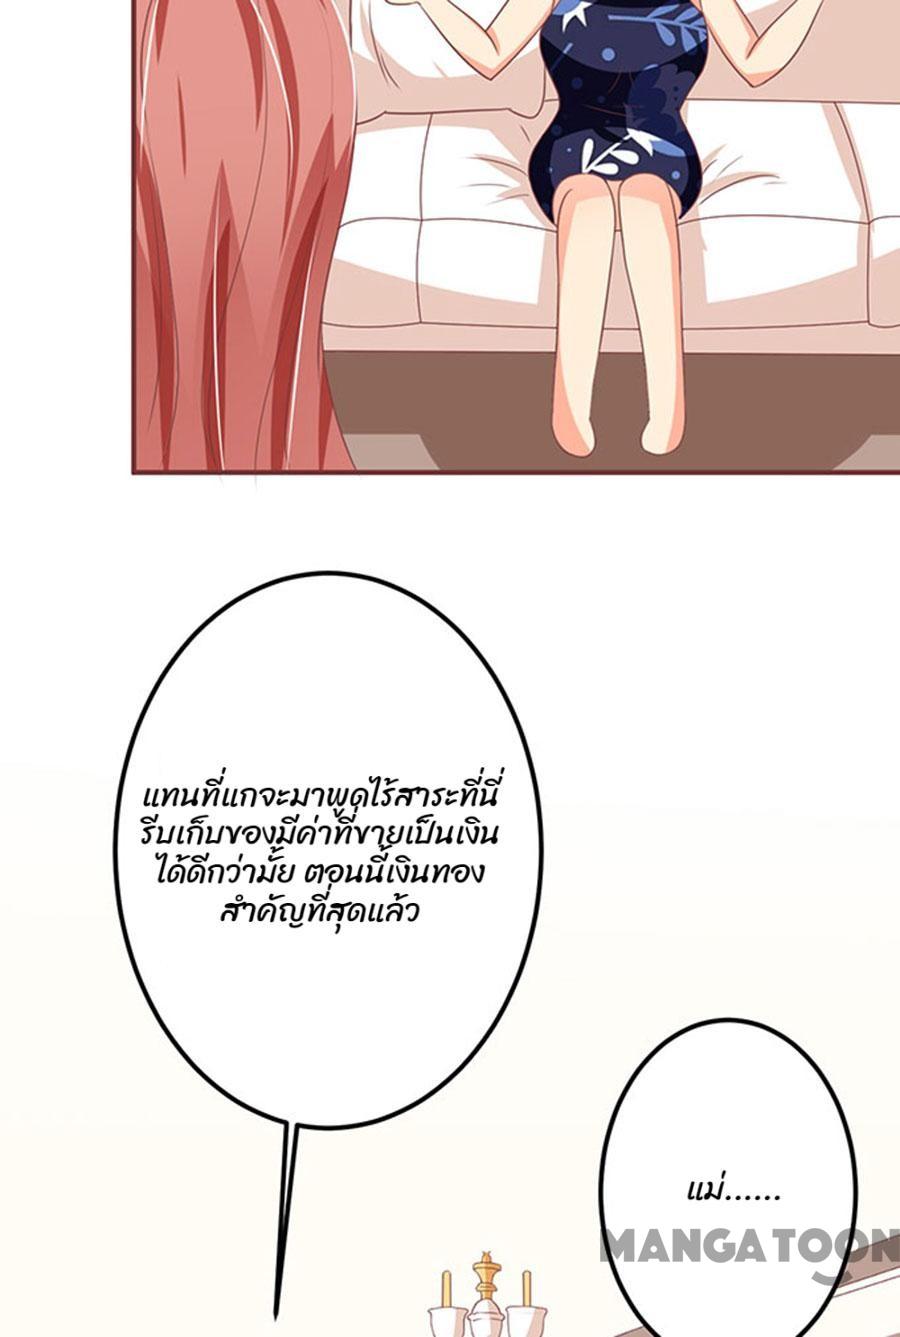 แทนที่แกจะมาพูดไร้สาระที่นี่
รีบเก็บของมีค่าที่ขายเป็นเงิน
ได้ดีกว่ามั้ย ตอนนี้เงินทอง
สำคัญที่สุดแล้ว
แม่......
MANGATOON